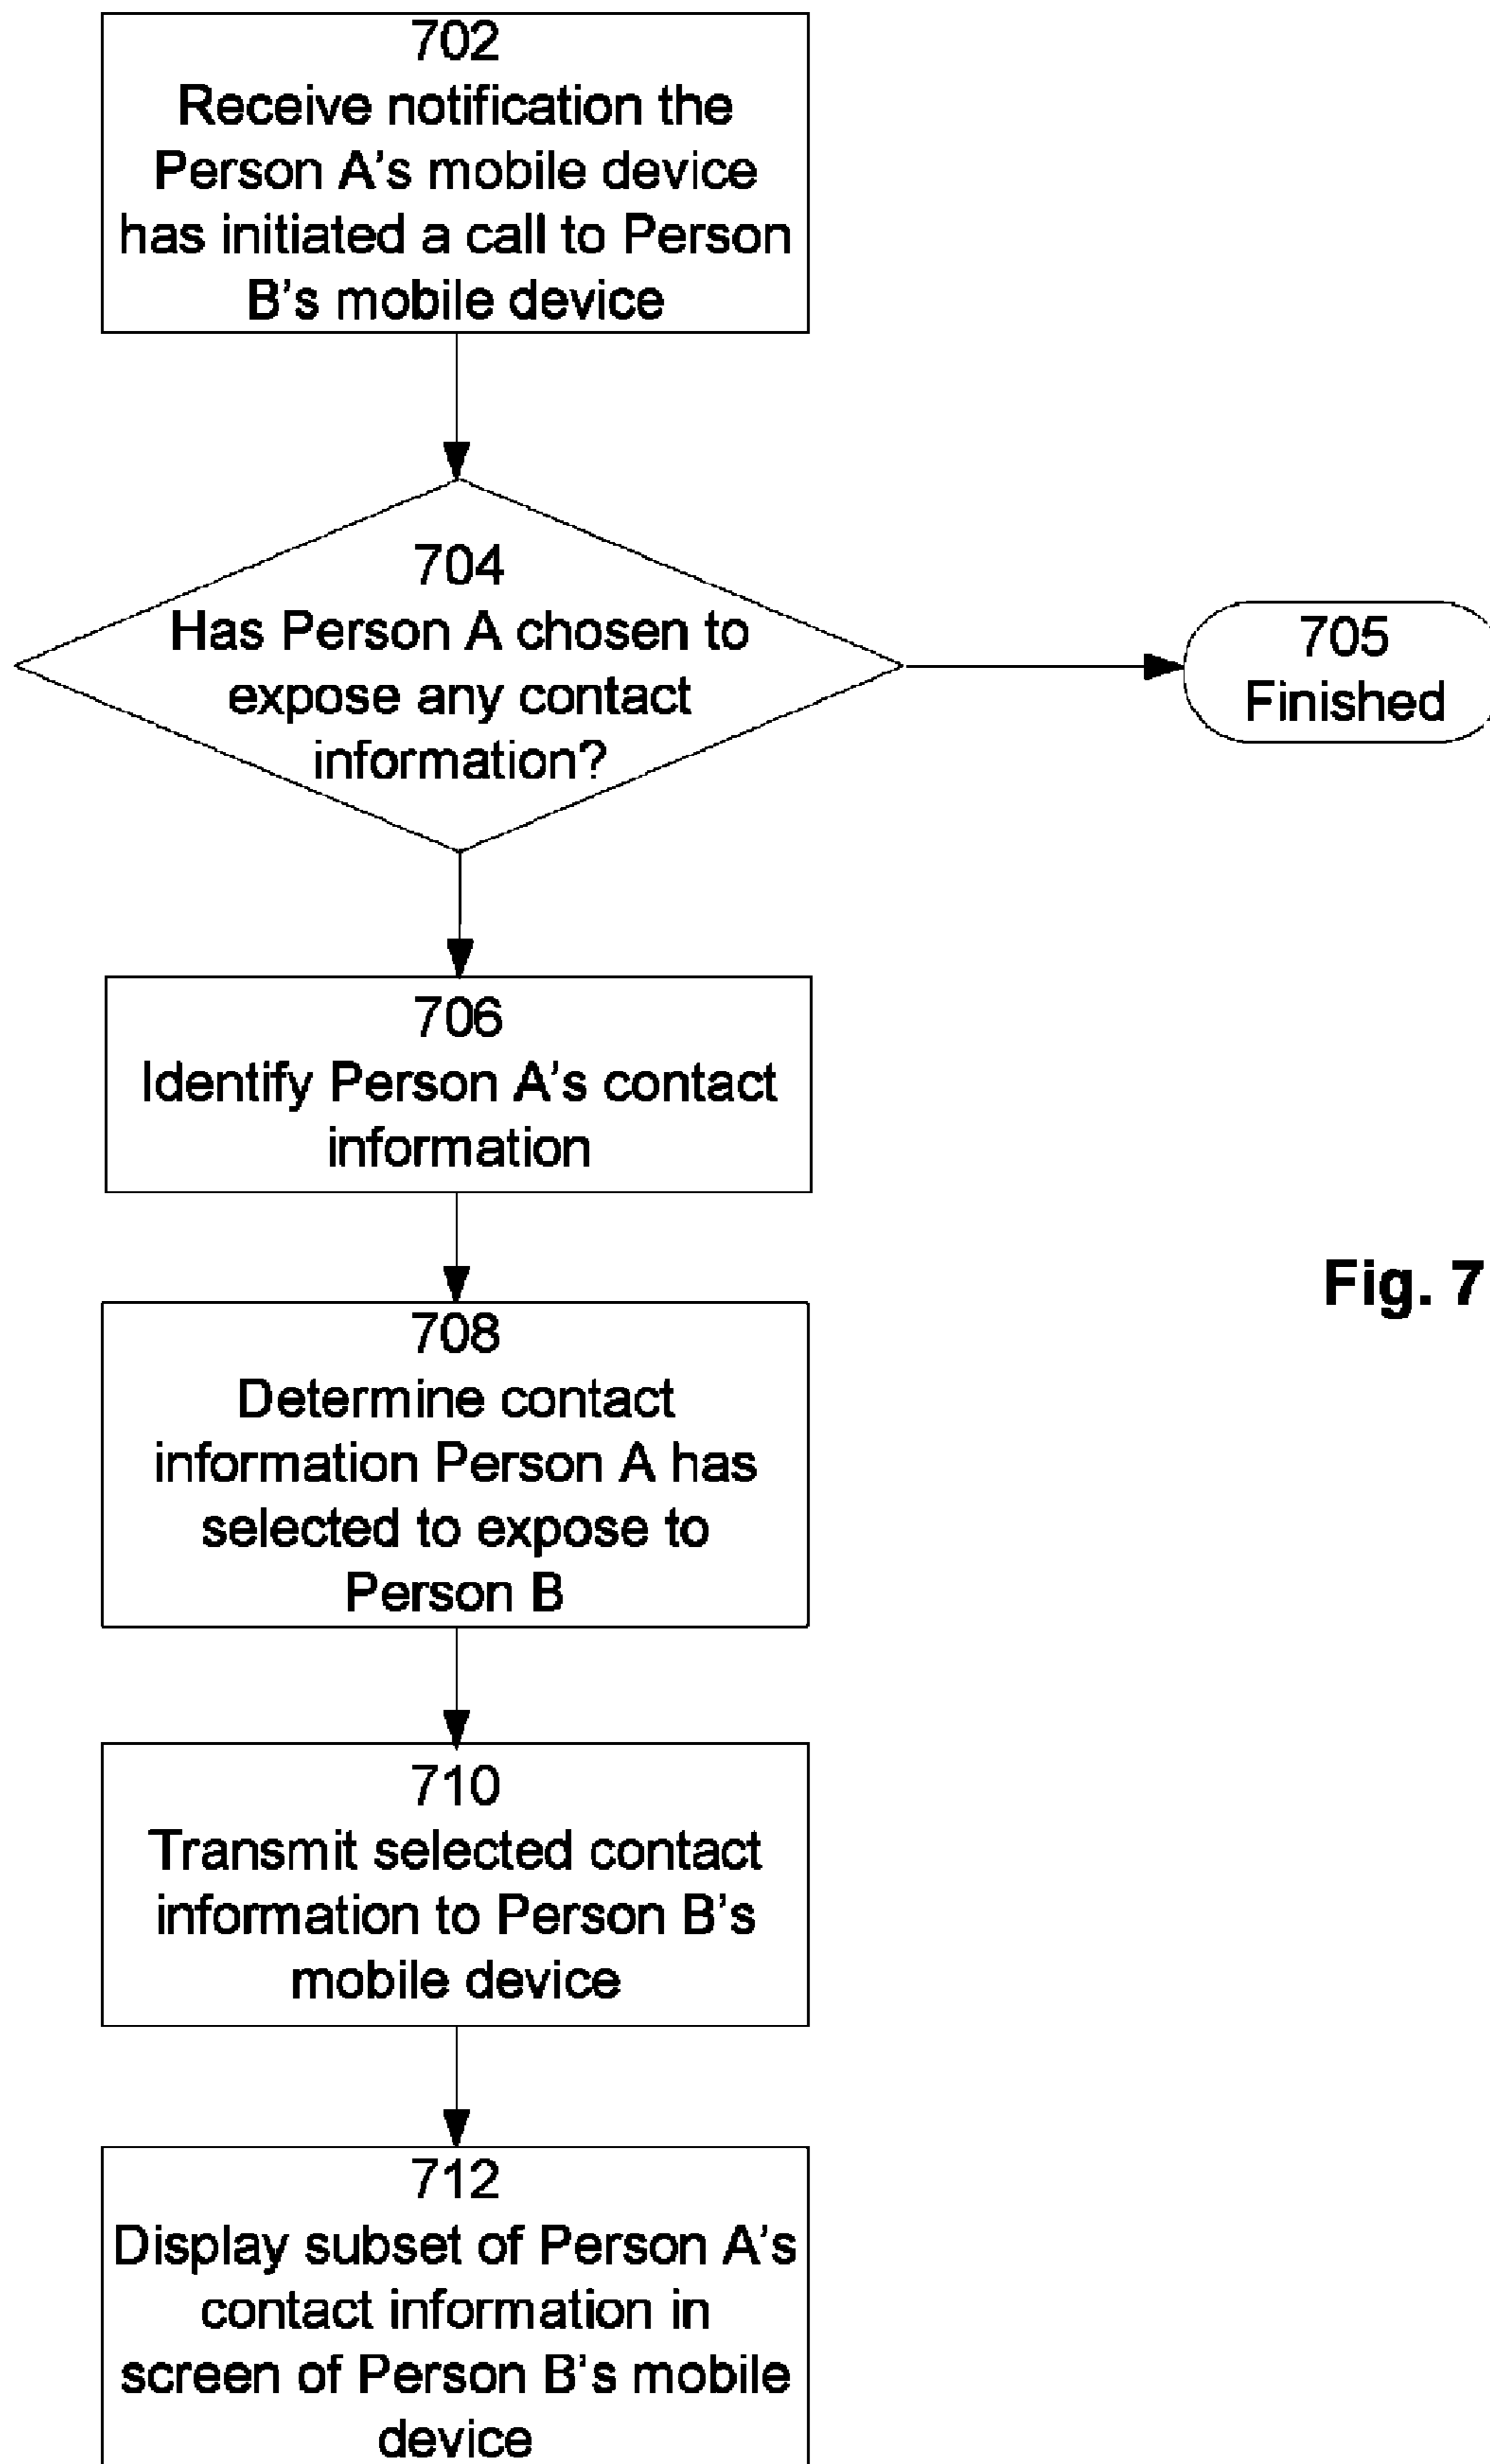 702
Receive notification the
Person A's mobile device
has initiated a call to Person
B's mobile device
704
Has Person A chosen to
expose any contact
information?
705
Finished
706
Identify Person A's contact
information
Fig. 7
708
Determine contact
information Person A has
selected to expose to
Person B
710
Transmit selected contact
information to Person B's
mobile device
712
Display subset of Person A's
contact information in
screen of Person B's mobile
device